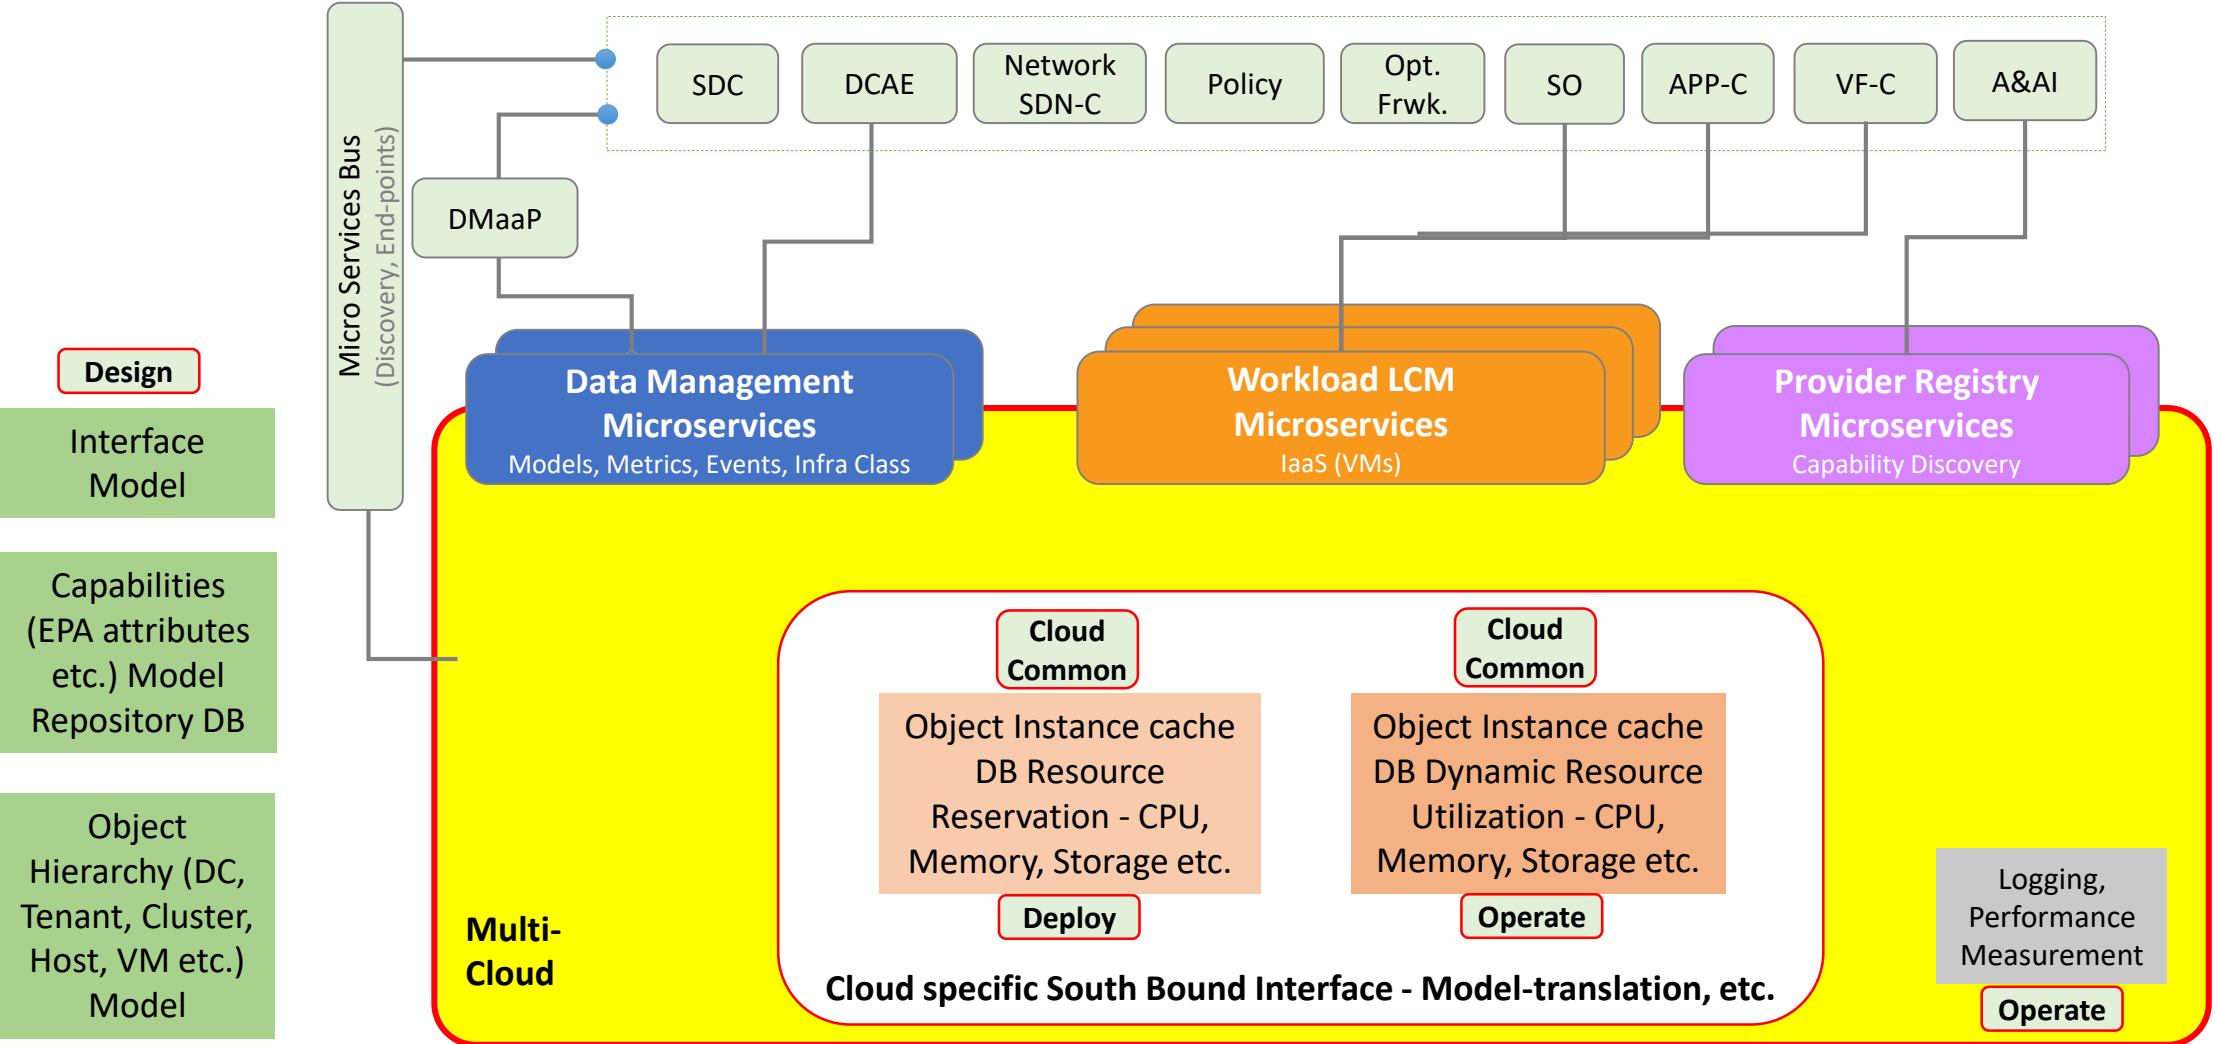 SDC
DCAE
Network
SDN-C
Policy
Opt.
Frwk.
SO
APP-C
VF-C
A&AI
Micro Services Bus
(Discovery, End-points)
DMaaP
Design
Interface
Model
Capabilities
(EPA attributes
etc.) Model
Repository DB
Object
Hierarchy (DC,
Tenant, Cluster,
Host, VM etc.)
Model
Data Management
Microservices
Models, Metrics, Events, Infra Class
Workload LCM
Microservices
IaaS (VMs)
Provider Registry
Microservices
Capability Discovery
Cloud
Common
Object Instance cache
DB Resource
Reservation - CPU,
Memory, Storage etc.
Deploy
Cloud
Common
Object Instance cache
DB Dynamic Resource
Utilization - CPU,
Memory, Storage etc.
Operate
Multi-
Cloud
Cloud specific South Bound Interface - Model-translation, etc.
Logging,
Performance
Measurement
Operate